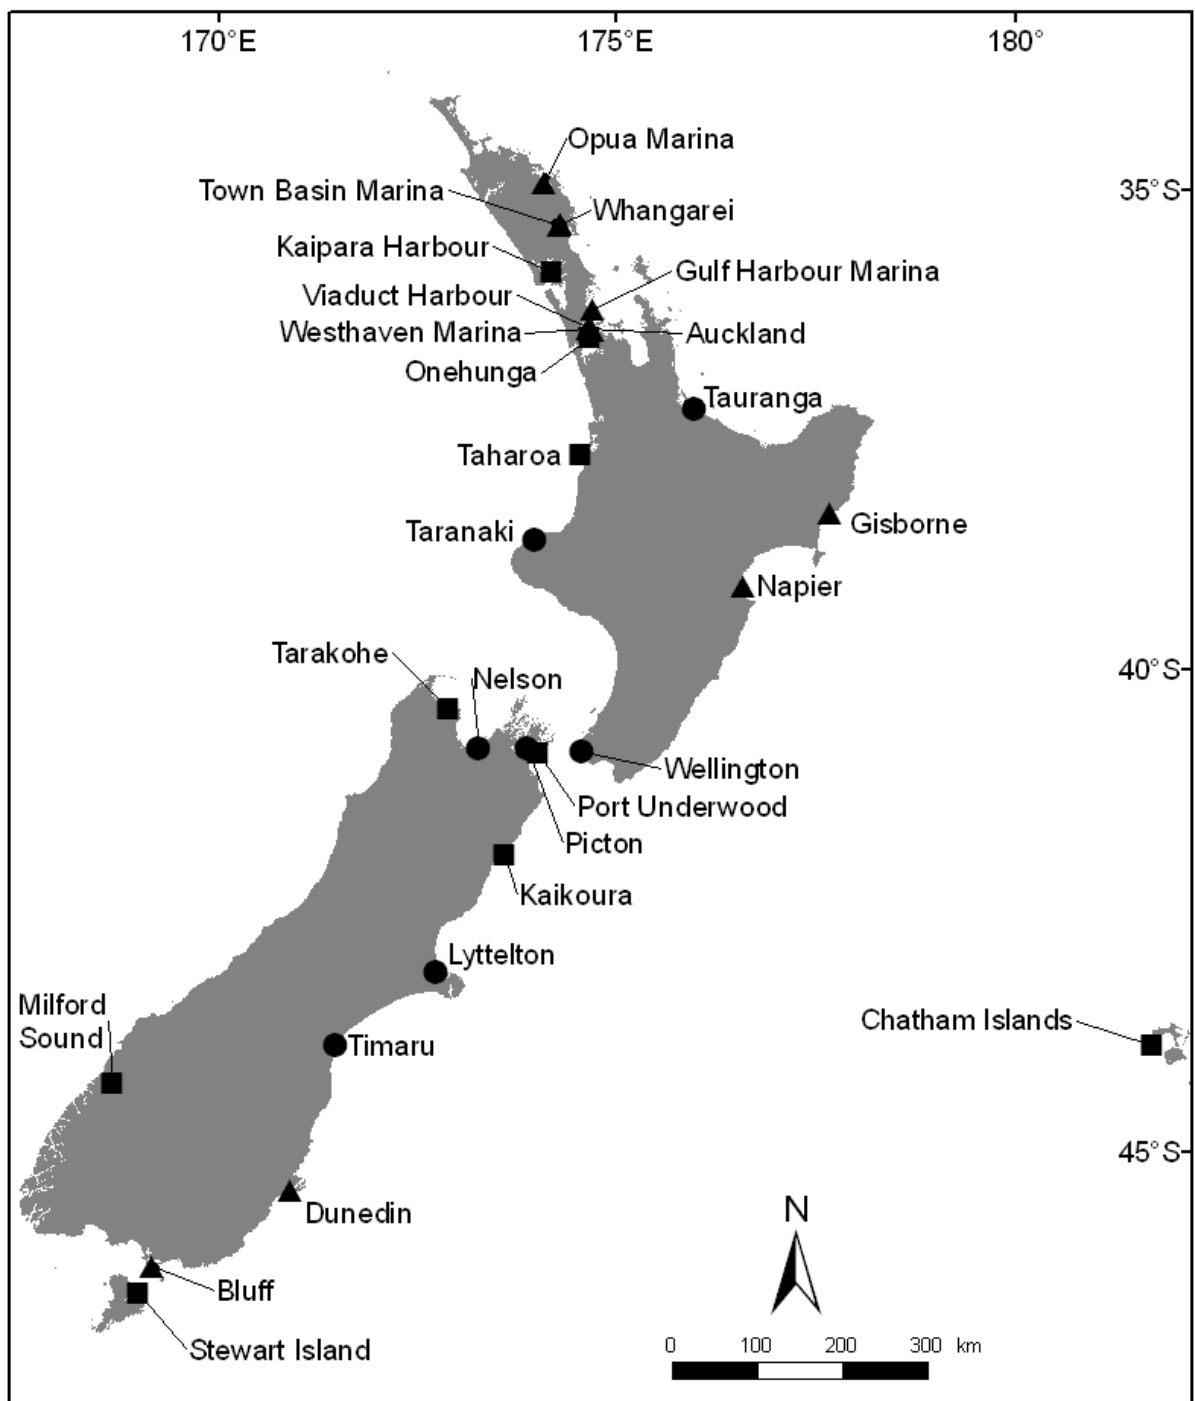 170°E
175°E
180°
Opua Marina
35°S
Town Basin Marina
Whangarei
Kaipara Harbour
Gulf Harbour Marina
Viaduct Harbour
Westhaven Marina
Auckland
Onehunga
Tauranga
Taharoa
Taranaki
Gisborne
Napier
Tarakohe
40°S
Nelson
Wellington
Port Underwood
Picton
Kaikoura
Lyttelton
Milford
Sound
Chatham Islands
Timaru
45°S
Dunedin
N
Bluff
Stewart Island
0 100 200 300 km